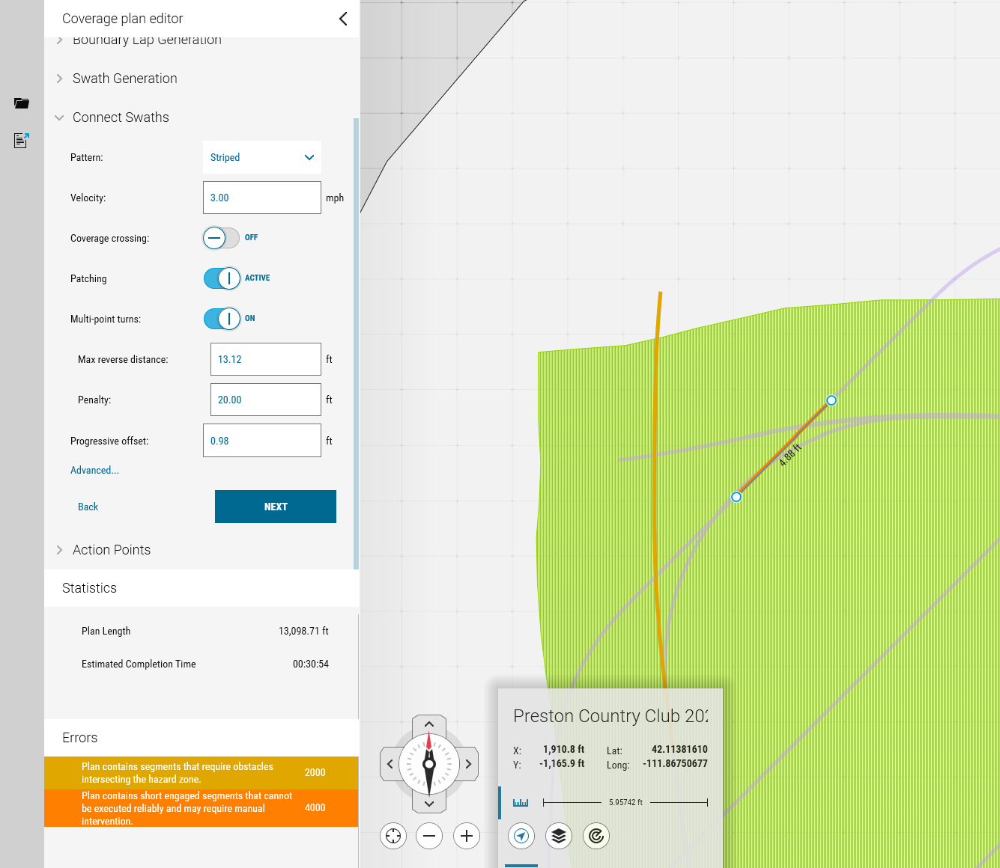 Coverage plan editor
Boundary Lap Generation
Swath Generation
Connect Swaths
Pattern:
Striped
Velocity:
3.00
mph
Coverage crossing:
OFF
Patching
ACTIVE
Multi-point turns:
ON
Max reverse distance:
13.12
ft
Penalty:
20.00
ft
Progressive offset:
0.98
ft
Advanced...
Back
NEXT
Action Points
Statistics
Plan Length
13,098.71 ft
Estimated Completion Time
00:30:54
Errors
Plan contains segments that require obstacles
intersecting the hazard zone.
2000
Plan contains short engaged segments that cannot
be executed reliably and may require manual
intervention.
4000
4.88 ft
Preston Country Club 202
X: 1,910.8 ft Lat: 42.11381610
Y: -1,165.9 ft Long: -111.86750677
5.95742 ft